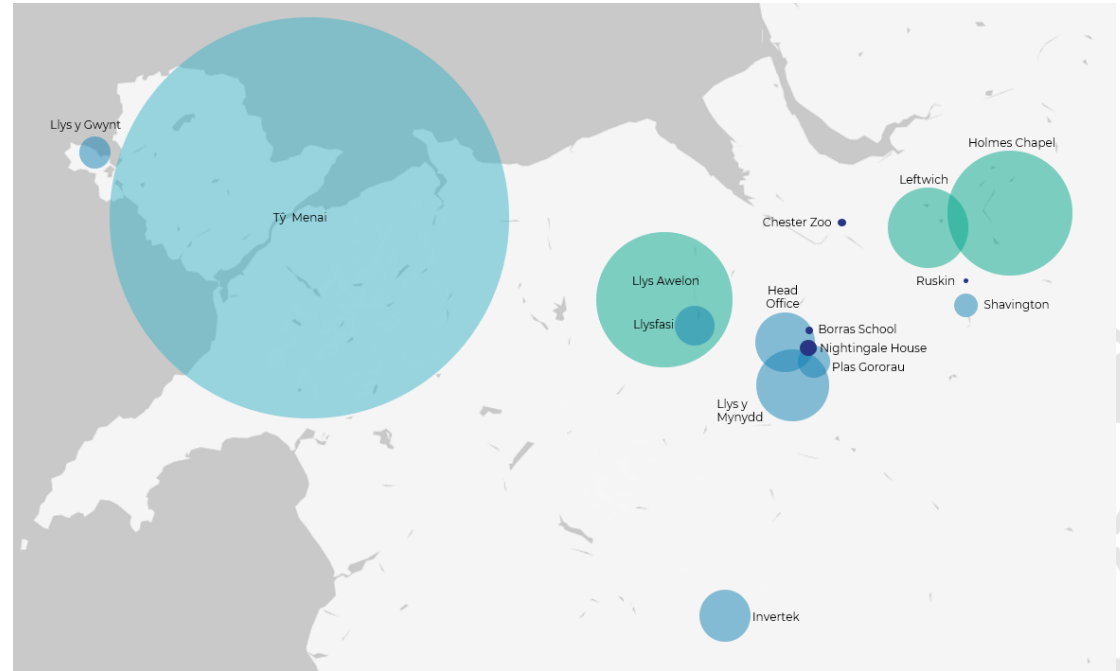 Llys y Gwynt
Tŷ Menai
Holmes Chapel
Leftwich
Chester Zoo
Llys Awelon
Ruskin
Head
Office
Shavington
Llysfasi
Borras School
Nightingale House
Plas Gororau
Llys y
Mynydd
Invertek